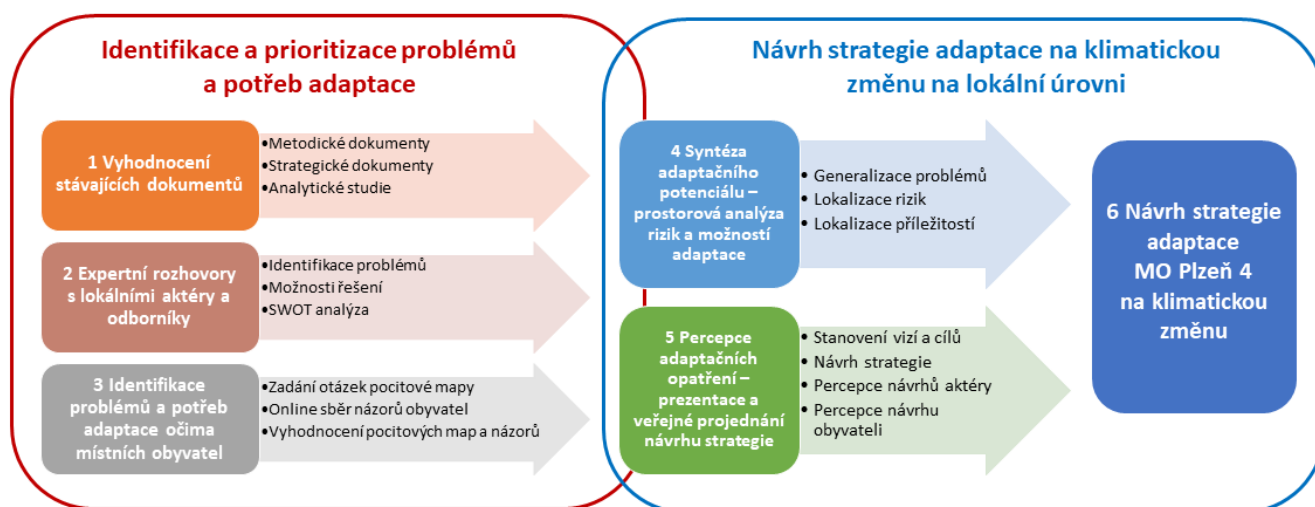 Identifikace a prioritizace problémů
a potřeb adaptace
1 Vyhodnocení
stávajících dokumentů
•Metodické dokumenty
•Strategické dokumenty
•Analytické studie
2 Expertní rozhovory
s lokálními aktéry a
odborníky
•Identifikace problémů
•Možnosti řešení
•SWOT analýza
3 Identifikace
problémů a potřeb
adaptace očima
místních obyvatel
•Zadání otázek pocitové mapy
•Online sběr názorů obyvatel
•Vyhodnocení pocitových map a názorů
Návrh strategie adaptace na klimatickou
změnu na lokální úrovni
4 Syntéza
adaptačního
potenciálu –
prostorová analýza
rizik a možností
adaptace
• Generalizace problémů
• Lokalizace rizik
• Lokalizace příležitostí
5 Percepce
adaptačních
opatření –
prezentace a
veřejné projednání
návrhu strategie
• Stanovení vizí a cílů
• Návrh strategie
• Percepce návrhů aktéry
• Percepce návrhu
obyvateli
6 Návrh strategie
adaptace
MO Plzeň 4
na klimatickou
změnu